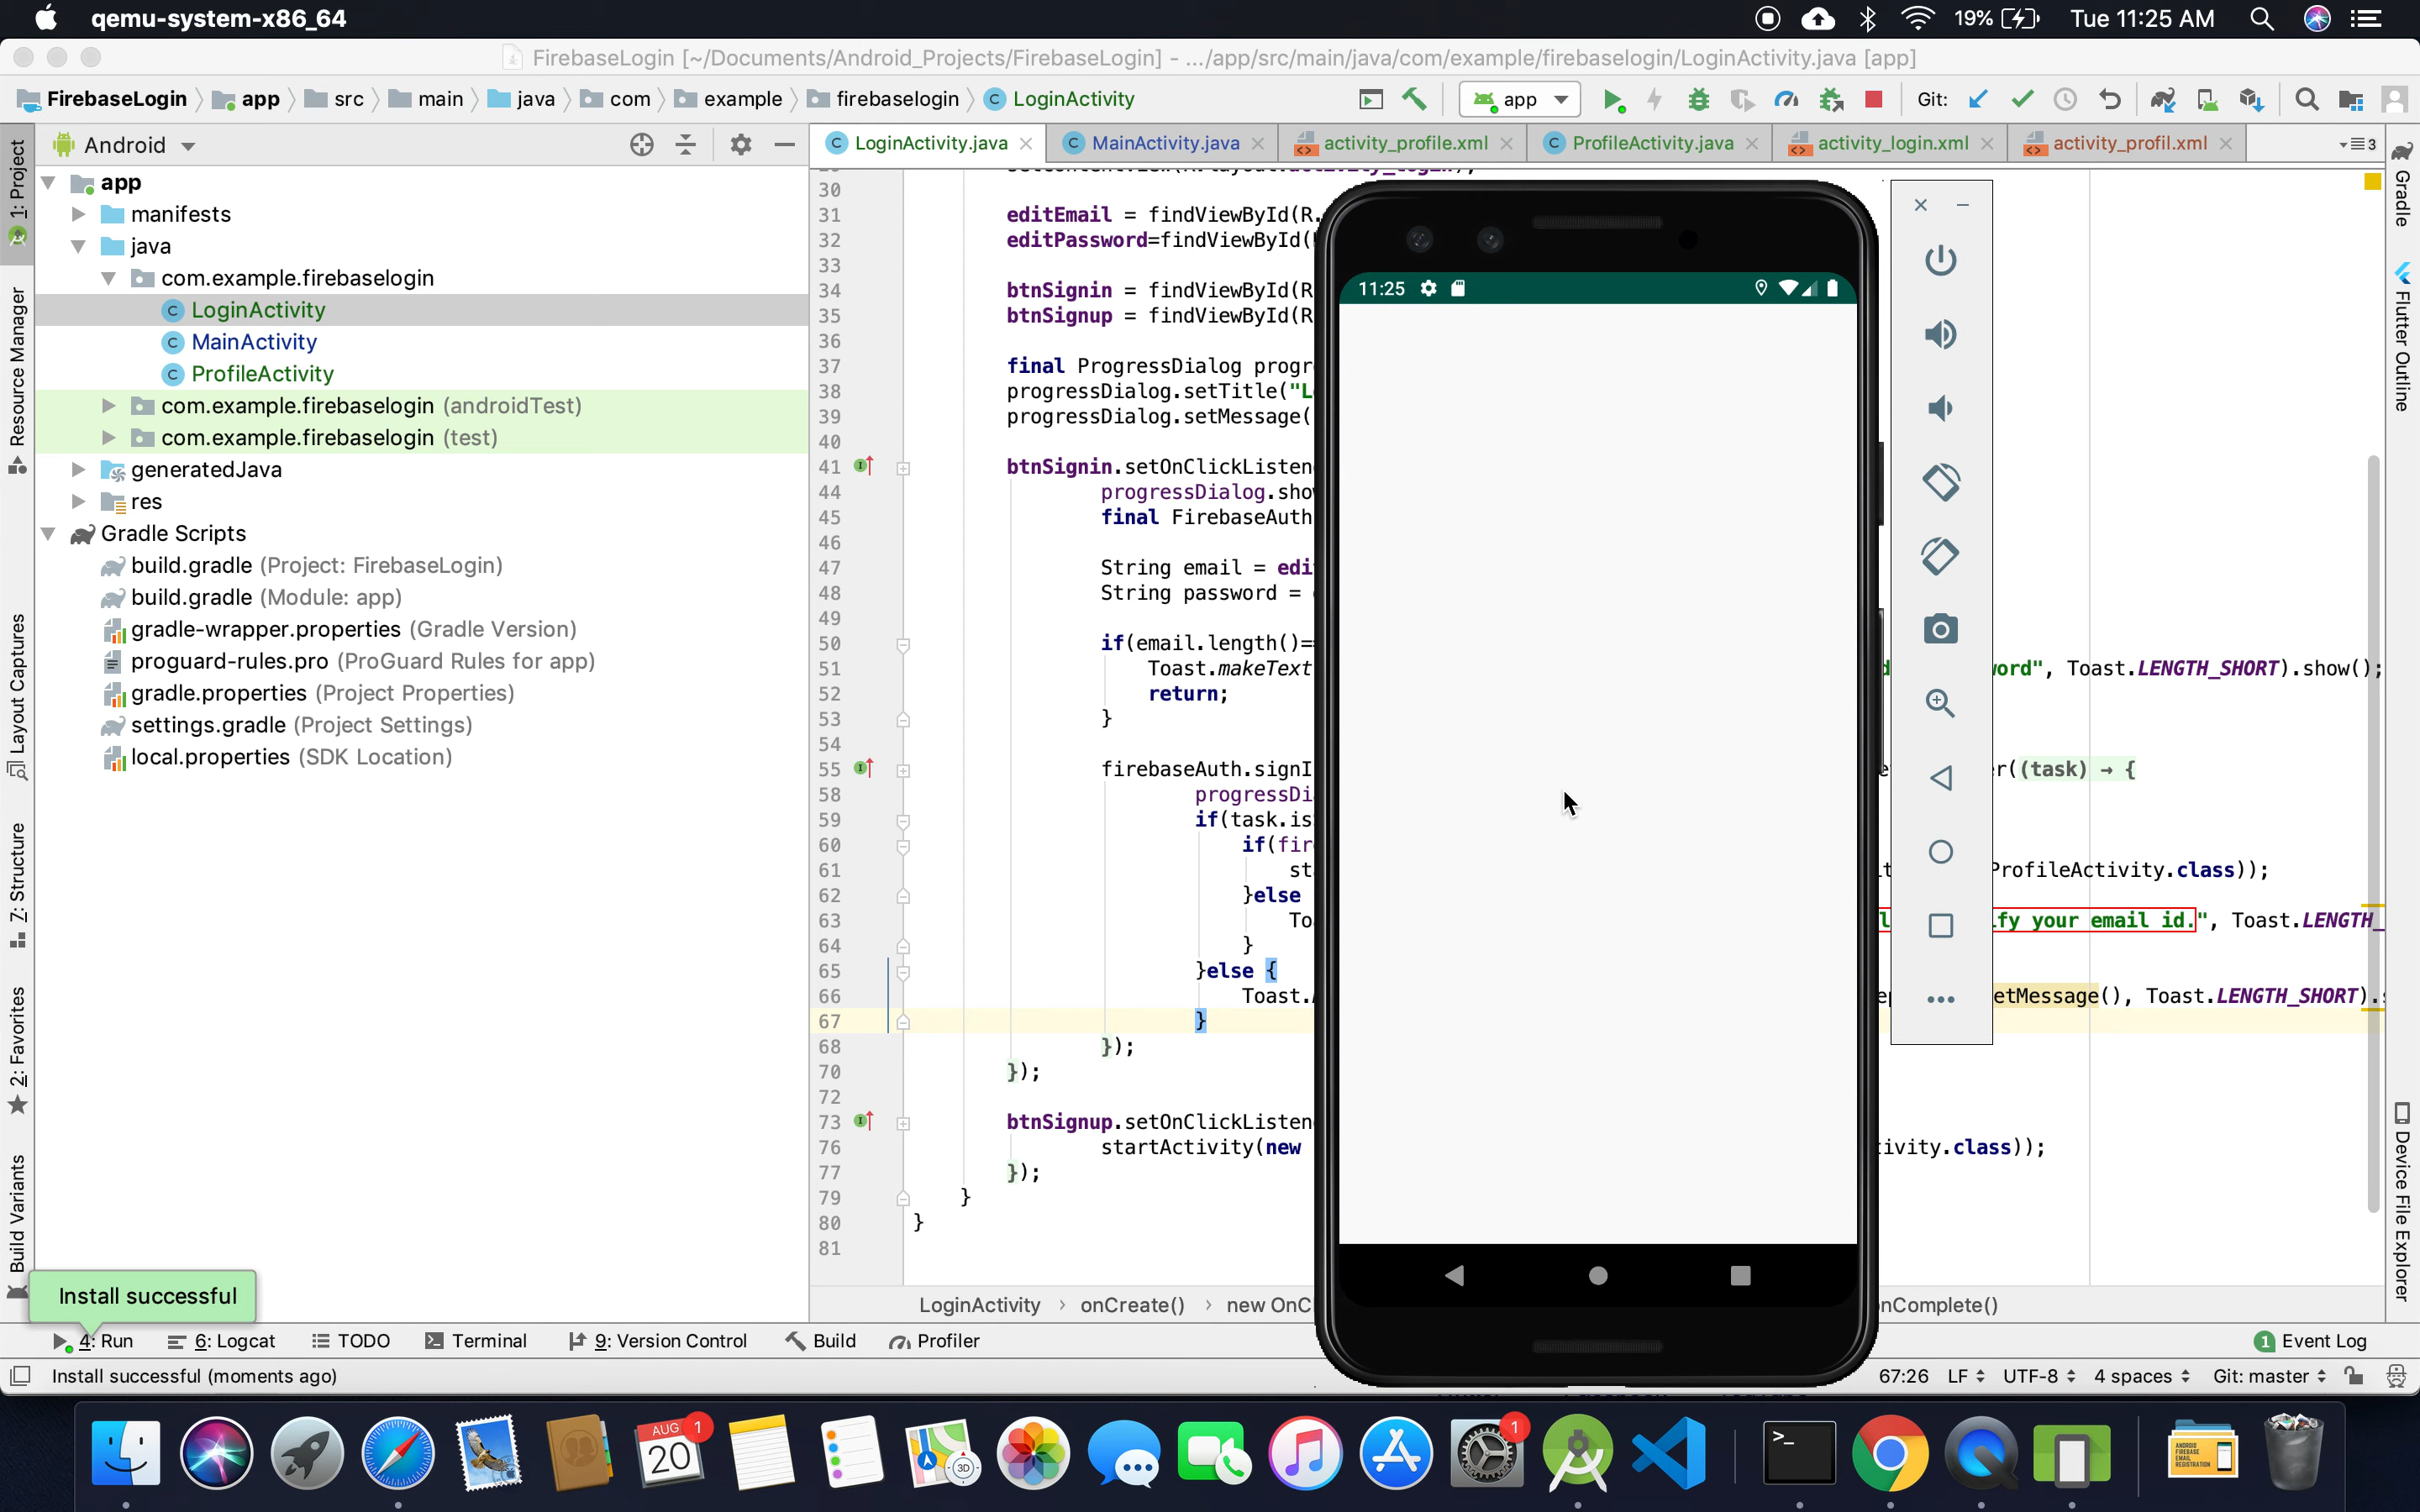 qemu-system-x86_64
19%
Tue 11:25 AM
FirebaseLogin [~/Documents/Android_Projects/FirebaseLogin] - .../app/src/main/java/com/example/firebaselogin/LoginActivity.java [app]
FirebaseLogin
app
src
main
java
com
example
firebaselogin
LoginActivity
app
Git:
Android
LoginActivity.java
MainActivity.java
activity_profile.xml
ProfileActivity.java
activity_login.xml
activity_profil.xml
3
1: Project
Resource Manager
Layout Captures
7: Structure
2: Favorites
Build Variants
app
manifests
java
com.example.firebaselogin
LoginActivity
MainActivity
ProfileActivity
com.example.firebaselogin (androidTest)
com.example.firebaselogin (test)
generatedJava
res
Gradle Scripts
build.gradle (Project: FirebaseLogin)
build.gradle (Module: app)
gradle-wrapper.properties (Gradle Version)
proguard-rules.pro (ProGuard Rules for app)
gradle.properties (Project Properties)
settings.gradle (Project Settings)
local.properties (SDK Location)
30
31 editEmail = findViewById(R.
32 editPassword=findViewById(
33
34 btnSignin = findViewById(R
35 btnSignup = findViewById(R
36
37 final ProgressDialog progr
38 progressDialog.setTitle("L
39 progressDialog.setMessage(
40
41 btnSignin.setOnClickListen
44 progressDialog.sho
45 final FirebaseAuth
46
47 String email = edi
48 String password =
49
50 if(email.length()==
51 Toast.makeText word", Toast.LENGTH_SHORT).show();
52 return;
53 }
54
55 firebaseAuth.signI r((task) → {
58 progressDi
59 if(task.is
60 if(fir
61 st ProfileActivity.class));
62 }else
63 To ify your email id.", Toast.LENGTH_
64 }
65 }else {
66 Toast. etMessage(), Toast.LENGTH_SHORT).
67 }
68 });
70 });
72
73 btnSignup.setOnClickListen
76 startActivity(new ivity.class));
77 });
79 }
80 }
81
11:25
Gradle
Flutter Outline
Device File Explorer
LoginActivity › onCreate() › new OnC onComplete()
Install successful
4: Run
6: Logcat
TODO
Terminal
9: Version Control
Build
Profiler
1 Event Log
Install successful (moments ago)
67:26
LF
UTF-8
4 spaces
Git: master
AUG
20
1
3D
1
>_
ANDROID
FIREBASE
EMAIL
REGISTRATION